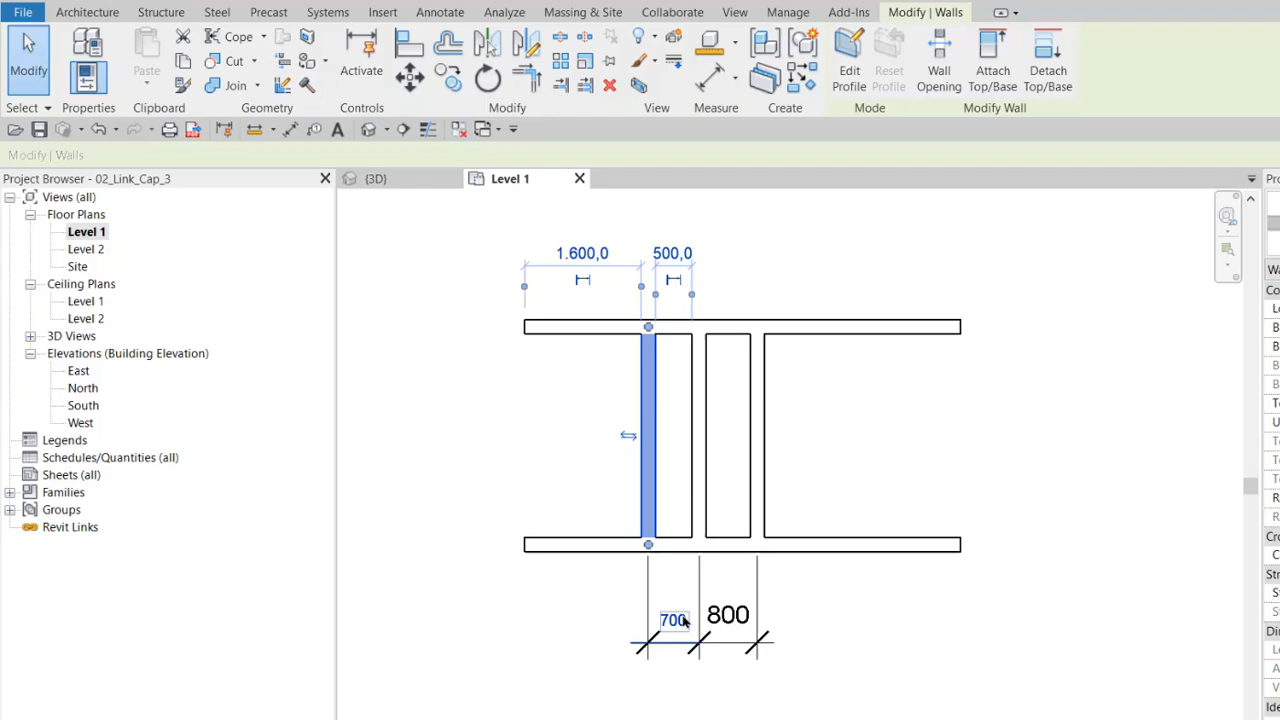 File Architecture Structure Steel Precast Systems Insert Annot Analyze Massing & Site Collaborate View Manage Add-Ins Modify | Walls
Modify Paste Cope Cut Join Activate Edit Profile Reset Profile Wall Opening Attach Top/Base Detach Top/Base
Select Properties Clipboard Geometry Controls Modify View Measure Create Mode Modify Wall
Modify | Walls
Project Browser - 02_Link_Cap_3
{3D} Level 1
Views (all)
Floor Plans
Level 1
Level 2
Site
Ceiling Plans
Level 1
Level 2
3D Views
Elevations (Building Elevation)
East
North
South
West
Legends
Schedules/Quantities (all)
Sheets (all)
Families
Groups
Revit Links
1.600,0 500,0
700 800